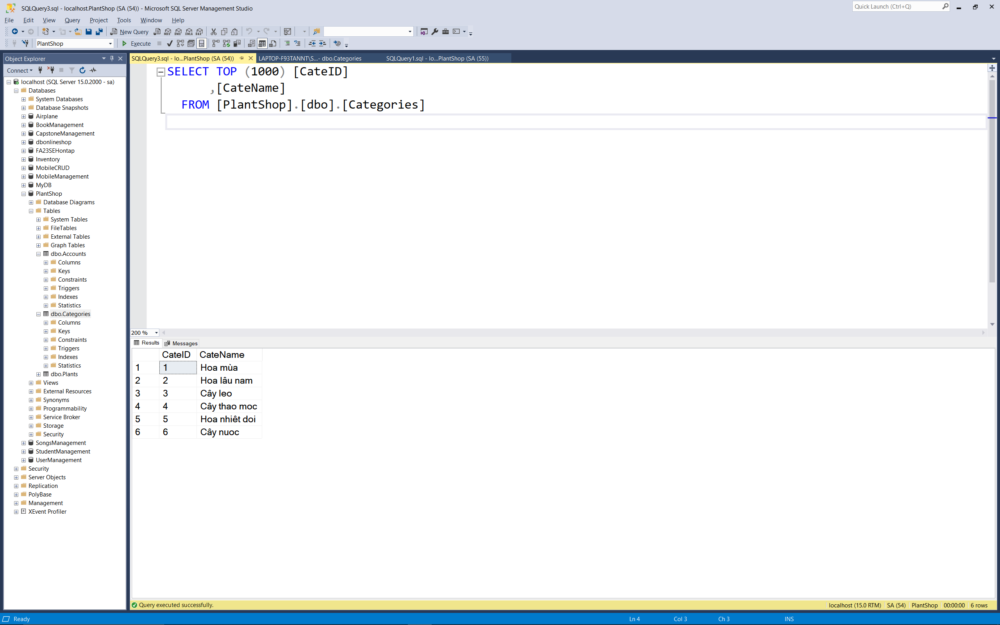 SQLQuery3.sql - localhost.PlantShop (SA (54)) - Microsoft SQL Server Management Studio
Quick Launch (Ctrl+Q)
File Edit View Query Project Tools Window Help
New Query MDX DMX XMLA DAX
PlantShop Execute
Object Explorer
Connect
localhost (SQL Server 15.0.2000 - sa)
Databases
System Databases
Database Snapshots
Airplane
BookManagement
CapstoneManagement
dbonlineshop
FA23SEHontap
Inventory
MobileCRUD
MobileManagement
MyDB
PlantShop
Database Diagrams
Tables
System Tables
FileTables
External Tables
Graph Tables
dbo.Accounts
Columns
Keys
Constraints
Triggers
Indexes
Statistics
dbo.Categories
Columns
Keys
Constraints
Triggers
Indexes
Statistics
dbo.Plants
Views
External Resources
Synonyms
Programmability
Service Broker
Storage
Security
SongsManagement
StudentManagement
UserManagement
Security
Server Objects
Replication
PolyBase
Management
XEvent Profiler
SQLQuery3.sql - lo...PlantShop (SA (54)) LAPTOP-F93TANNT\S...- dbo.Categories SQLQuery1.sql - lo...PlantShop (SA (55))
SELECT TOP (1000) [CateID]
,[CateName]
FROM [PlantShop].[dbo].[Categories]
200 %
Results Messages
CateID CateName
1 1 Hoa mùa
2 2 Hoa lâu nam
3 3 Cây leo
4 4 Cây thao moc
5 5 Hoa nhiêt doi
6 6 Cây nuoc
Query executed successfully. localhost (15.0 RTM) SA (54) PlantShop 00:00:00 6 rows
Ready Ln 4 Col 3 Ch 3 INS